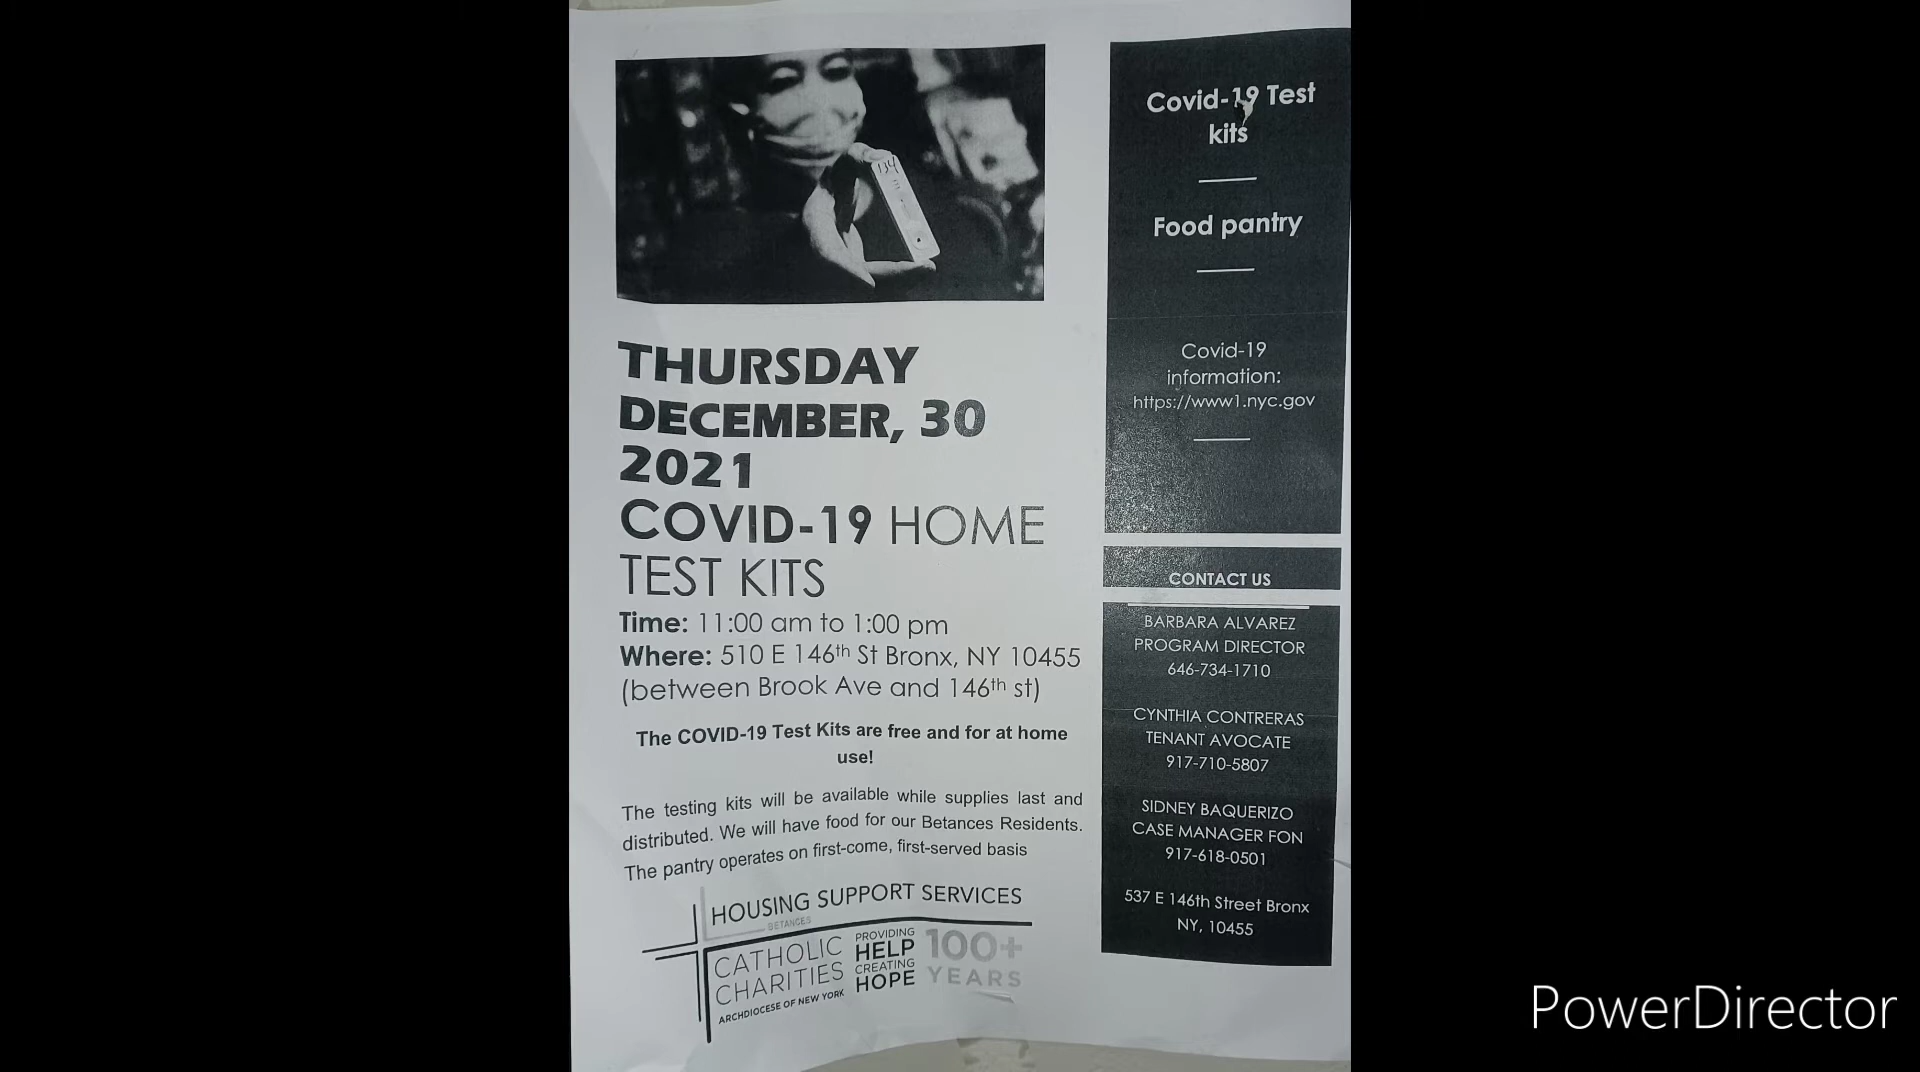 134
THURSDAY
DECEMBER, 30
2021
COVID-19 HOME
TEST KITS
Time: 11:00 am to 1:00 pm
Where: 510 E 146th St Bronx, NY 10455
(between Brook Ave and 146th st)
The COVID-19 Test Kits are free and for at home
use!
The testing kits will be available while supplies last and
distributed. We will have food for our Betances Residents.
The pantry operates on first-come, first-served basis
HOUSING SUPPORT SERVICES
BETANCES
CATHOLIC
CHARITIES
ARCHDIOCESE OF NEW YORK
PROVIDING
HELP
CREATING
HOPE
100+
YEARS
Covid-19 Test
kits
Food pantry
Covid-19
information:
https://www1.nyc.gov
CONTACT US
BARBARA ALVAREZ
PROGRAM DIRECTOR
646-734-1710
CYNTHIA CONTRERAS
TENANT AVOCATE
917-710-5807
SIDNEY BAQUERIZO
CASE MANAGER FON
917-618-0501
537 E 146th Street Bronx
NY, 10455
PowerDirector